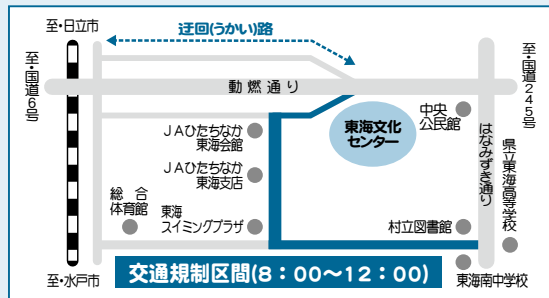 至・日立市
迂回(うかい)路
至・国道6号
至・国道245号
動燃通り
JAひたちなか
東海会館
東海文化
センター
中央
公民館
はなみずき通り
県立東海高等学校
JAひたちなか
東海支店
総合
体育館
東海
スイミングプラザ
村立図書館
交通規制区間(8：00〜12：00)
至・水戸市
東海南中学校